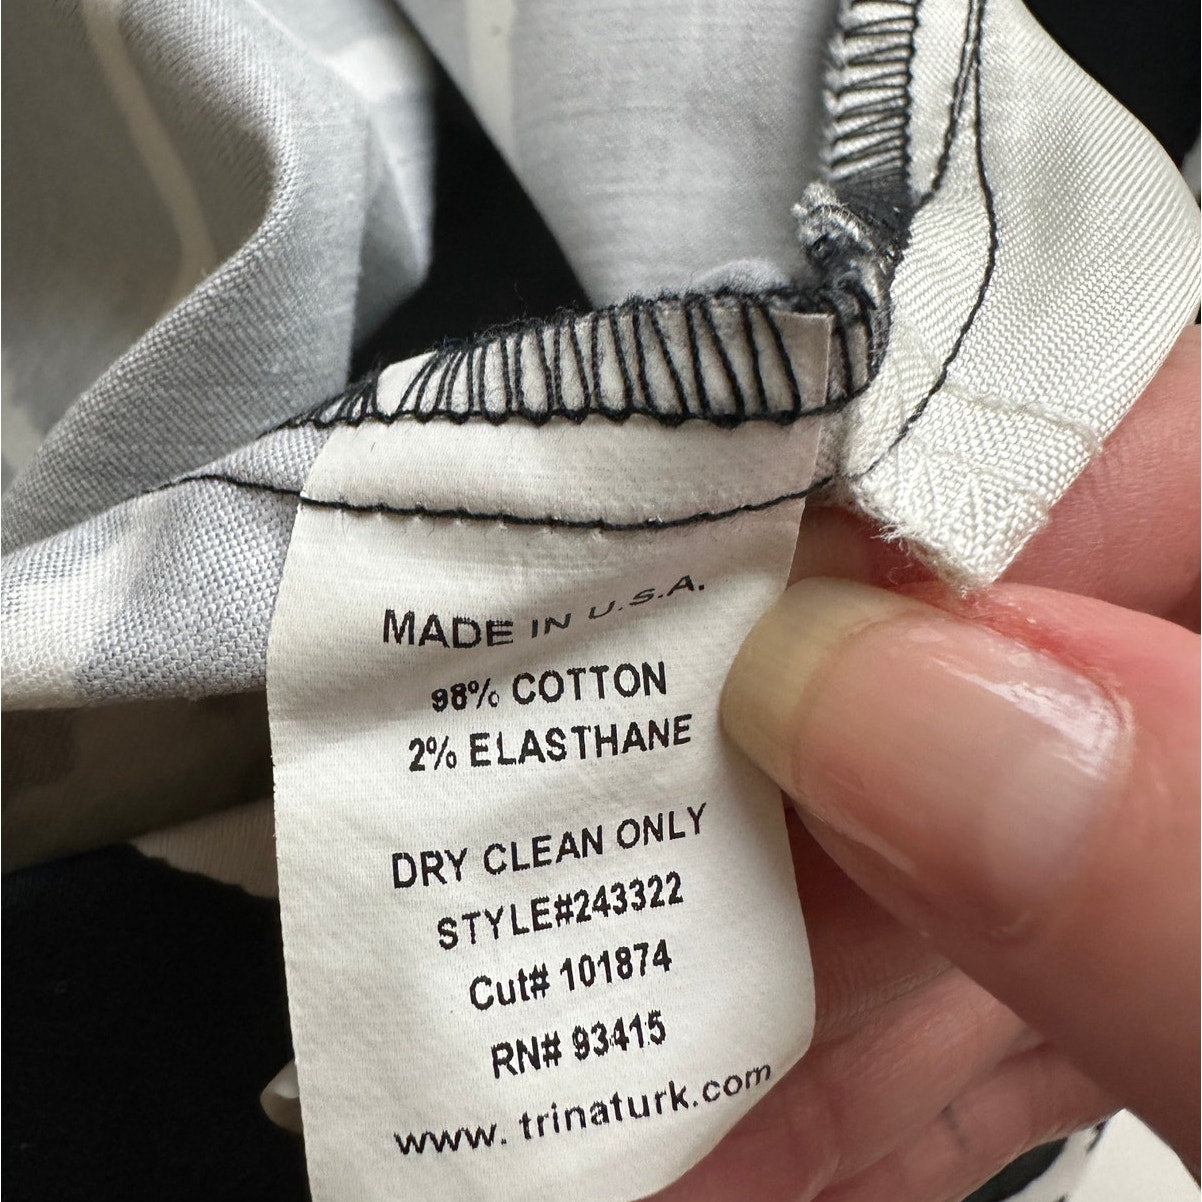 MADE IN U.S.A.
98% COTTON
2% ELASTHANE
DRY CLEAN ONLY
STYLE#243322
Cut# 101874
RN# 93415
www. trinaturk.com